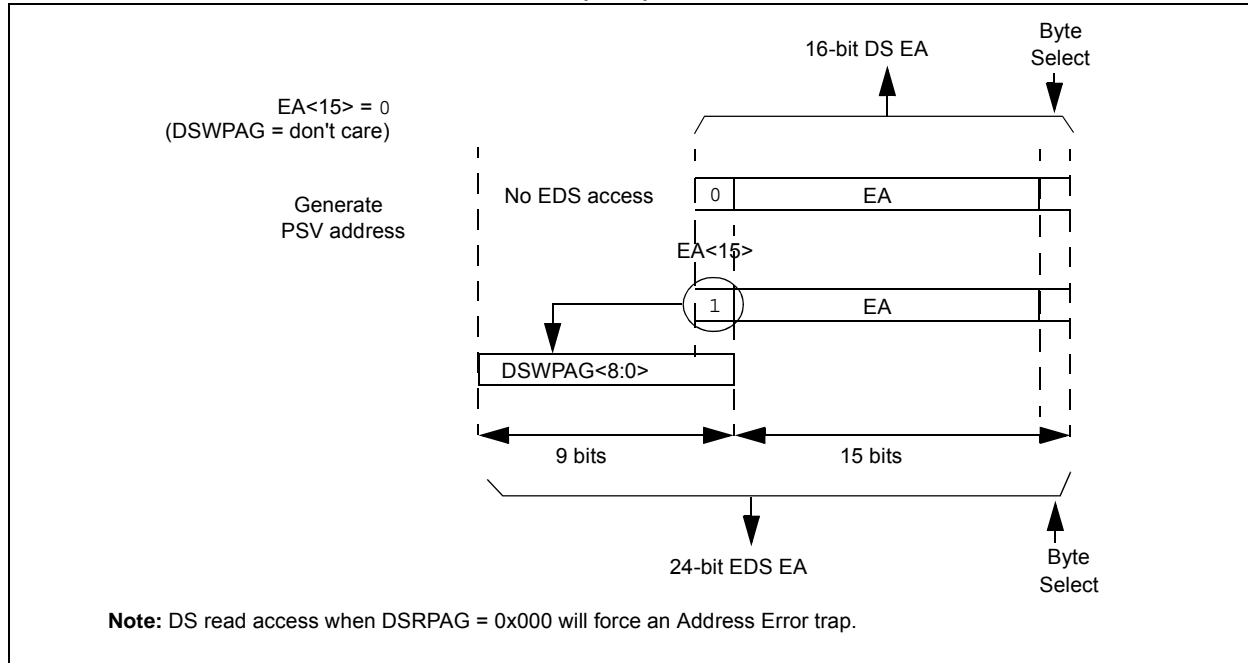 16-bit DS EA
Byte
Select
EA<15> = 0
(DSWPAG = don't care)
Generate
PSV address
No EDS access
0
EA
EA<15>
1
EA
DSWPAG<8:0>
9 bits
15 bits
24-bit EDS EA
Byte
Select
Note: DS read access when DSRPAG = 0x000 will force an Address Error trap.